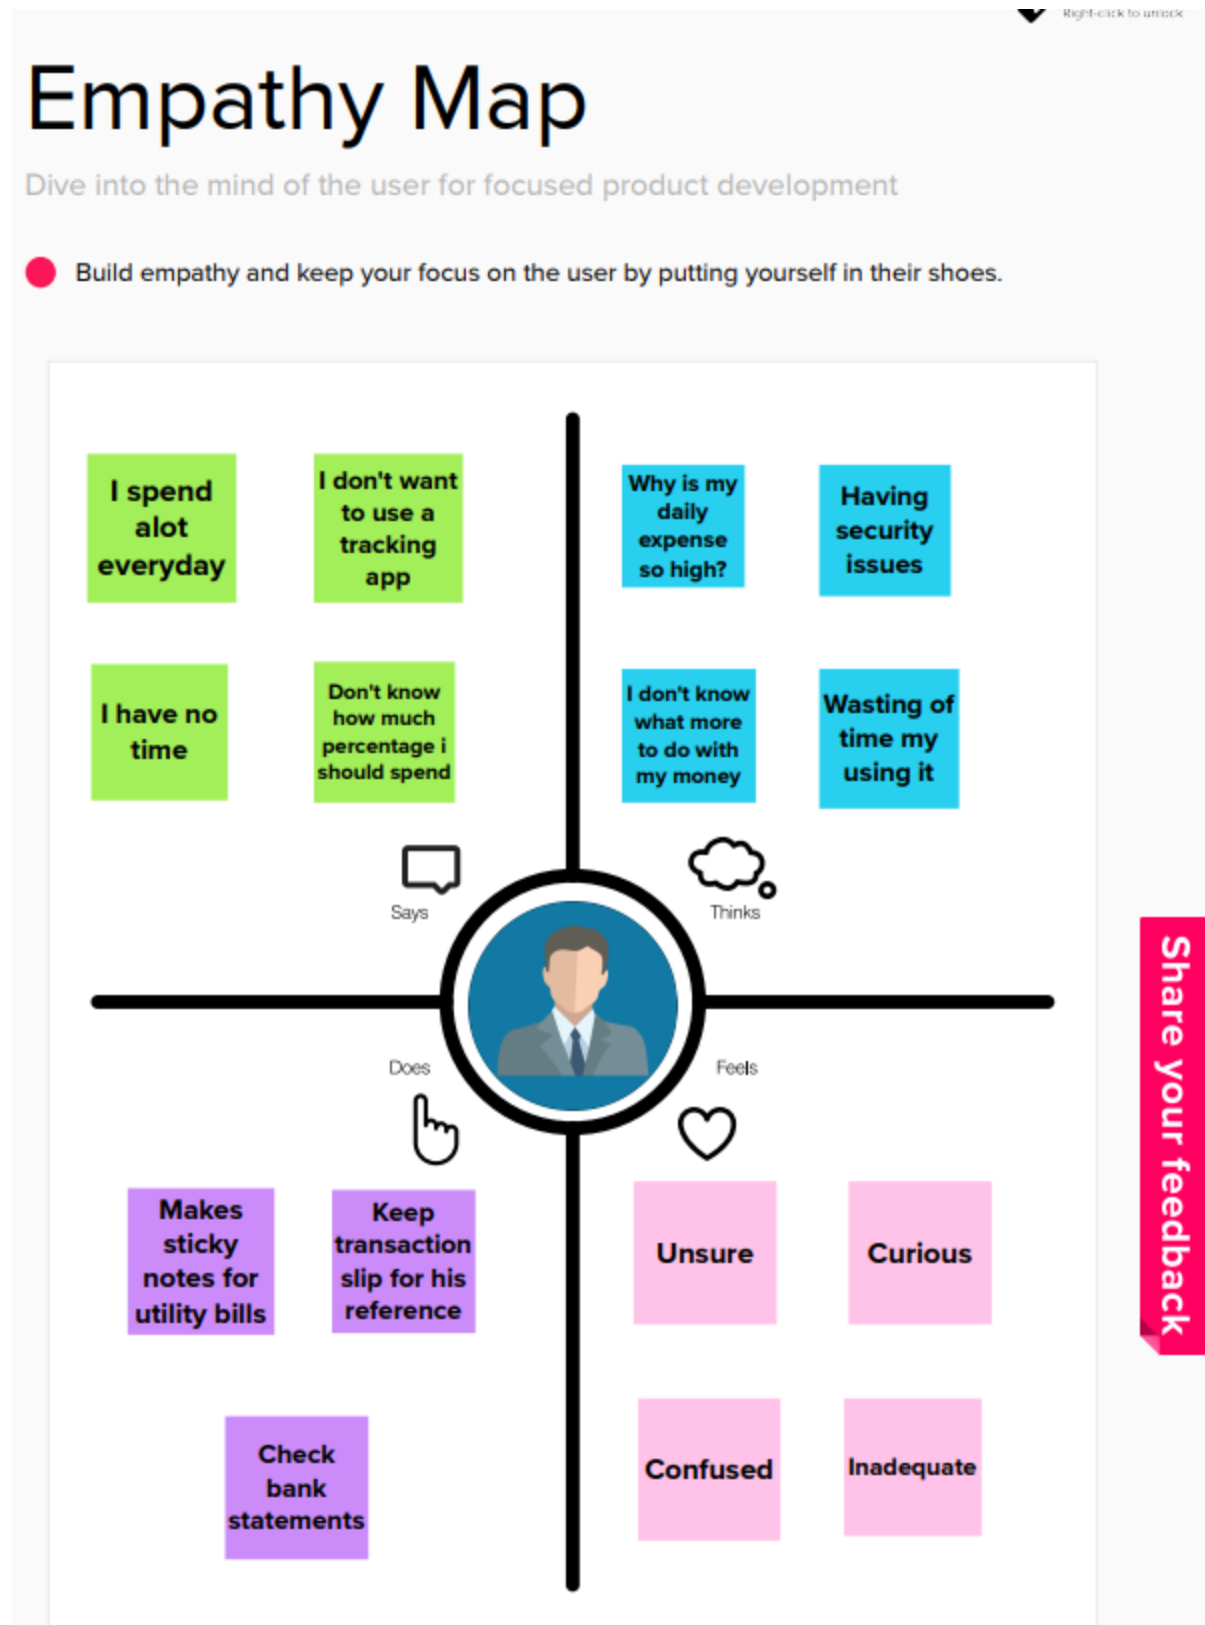 Right-click to unlock
Empathy Map
Dive into the mind of the user for focused product development
Build empathy and keep your focus on the user by putting yourself in their shoes.
I spend
alot
everyday
I don't want
to use a
tracking
app
I have no
time
Don't know
how much
percentage i
should spend
Says
Why is my
daily
expense
so high?
Having
security
issues
I don't know
what more
to do with
my money
Wasting of
time my
using it
Thinks
Does
Makes
sticky
notes for
utility bills
Keep
transaction
slip for his
reference
Check
bank
statements
Feels
Unsure
Curious
Confused
Inadequate
Share your feedback